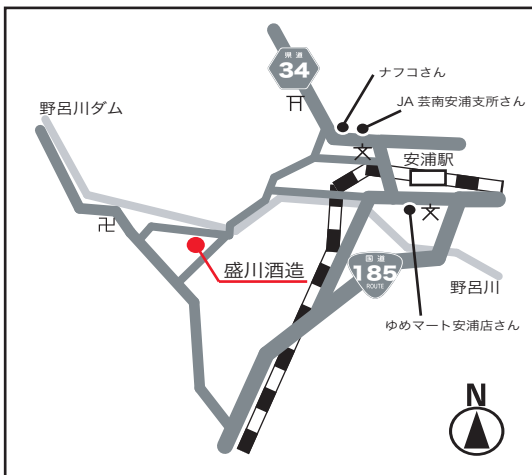 県道
34
ナフコさん
JA芸南安浦支所さん
野呂川ダム
安浦駅
盛川酒造
国道
185
ROUTE
野呂川
ゆめマート安浦店さん
N